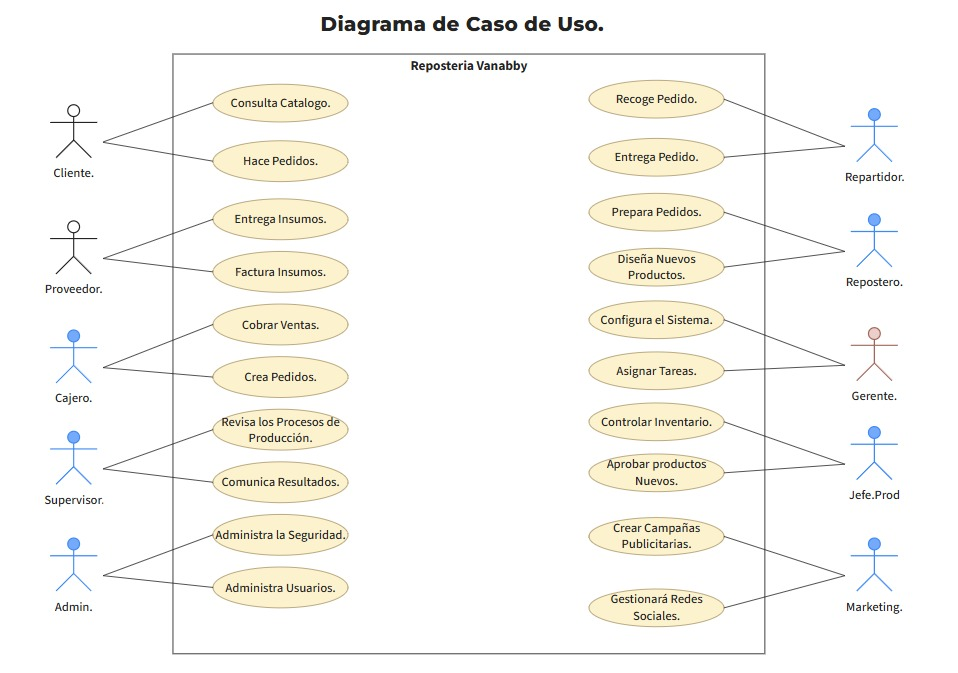 Diagrama de Caso de Uso.
Reposteria Vanabby
Consulta Catalogo.
Hace Pedidos.
Cliente.
Entrega Insumos.
Factura Insumos.
Proveedor.
Cobrar Ventas.
Crea Pedidos.
Cajero.
Revisa los Procesos de
Producción.
Comunica Resultados.
Supervisor.
Administra la Seguridad.
Administra Usuarios.
Admin.
Recoge Pedido.
Entrega Pedido.
Repartidor.
Prepara Pedidos.
Diseña Nuevos
Productos.
Repostero.
Configura el Sistema.
Asignar Tareas.
Gerente.
Controlar Inventario.
Aprobar productos
Nuevos.
Jefe.Prod
Crear Campañas
Publicitarias.
Gestionará Redes
Sociales.
Marketing.